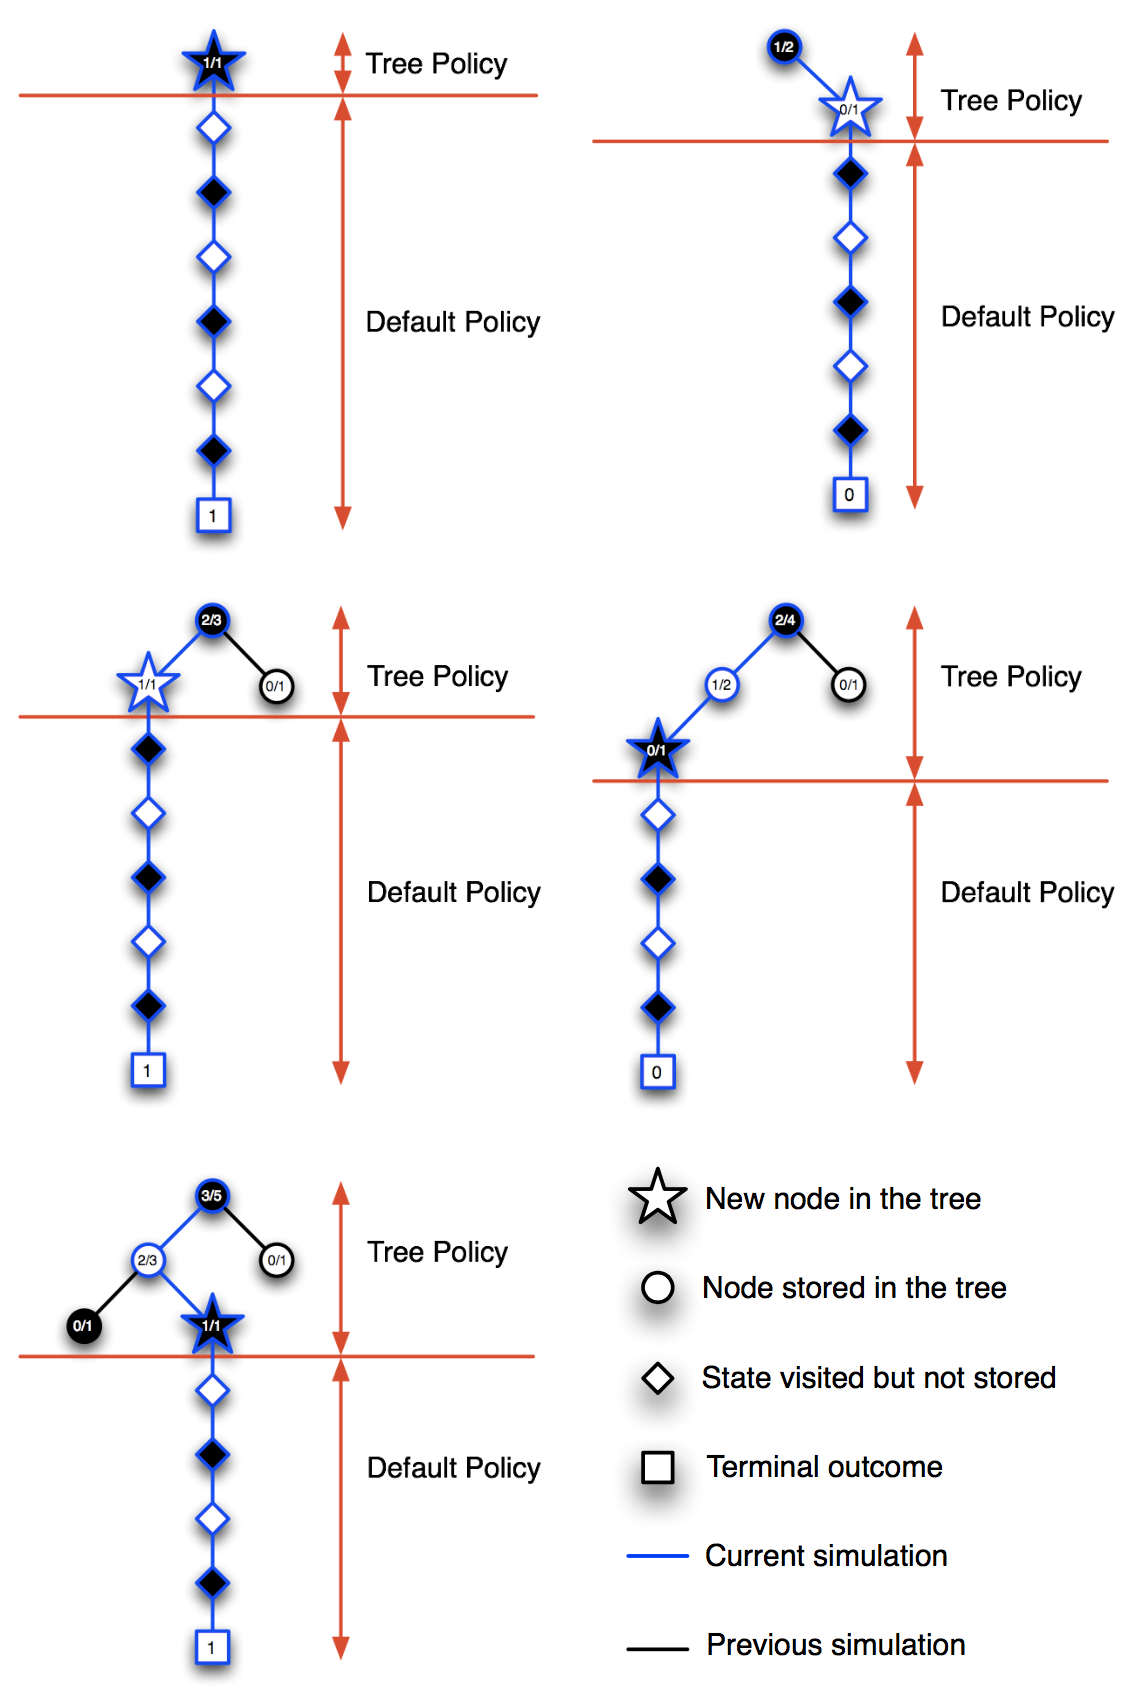 1/1
Tree Policy
Default Policy
1
1/2
0/1
Tree Policy
Default Policy
0
2/3
1/1
0/1
Tree Policy
Default Policy
1
2/4
1/2
0/1
0/1
Tree Policy
Default Policy
0
3/5
2/3
0/1
0/1
1/1
Tree Policy
Default Policy
1
New node in the tree
Node stored in the tree
State visited but not stored
Terminal outcome
Current simulation
Previous simulation